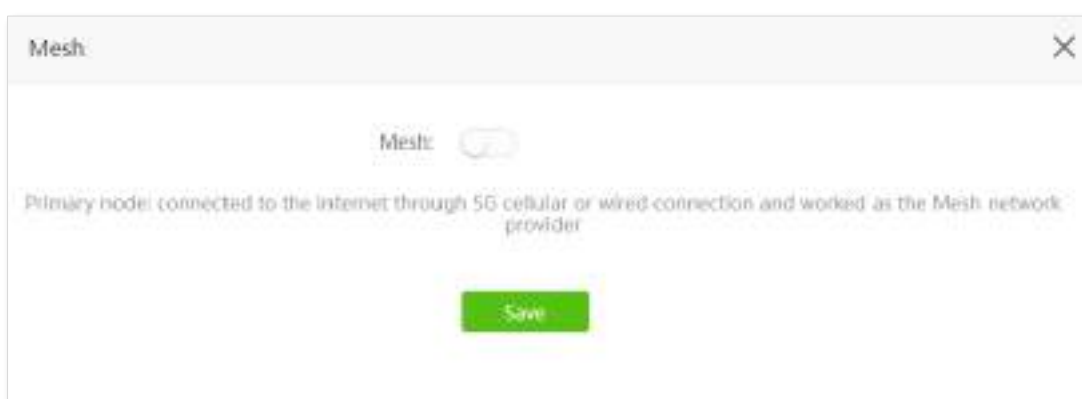 Mesh
Mesh:
Primary node: connected to the Internet through 5G cellular or wired connection and worked as the Mesh network
provider
Save